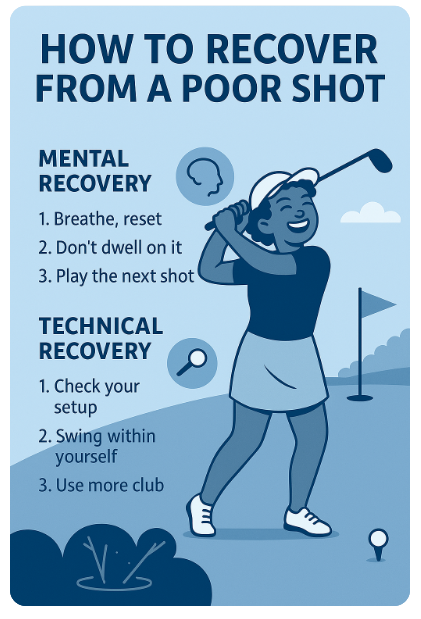 HOW TO RECOVER
FROM A POOR SHOT
MENTAL
RECOVERY
1. Breathe, reset
2. Don't dwell on it
3. Play the next shot
TECHNICAL
RECOVERY
1. Check your
setup
2. Swing within
yourself
3. Use more club